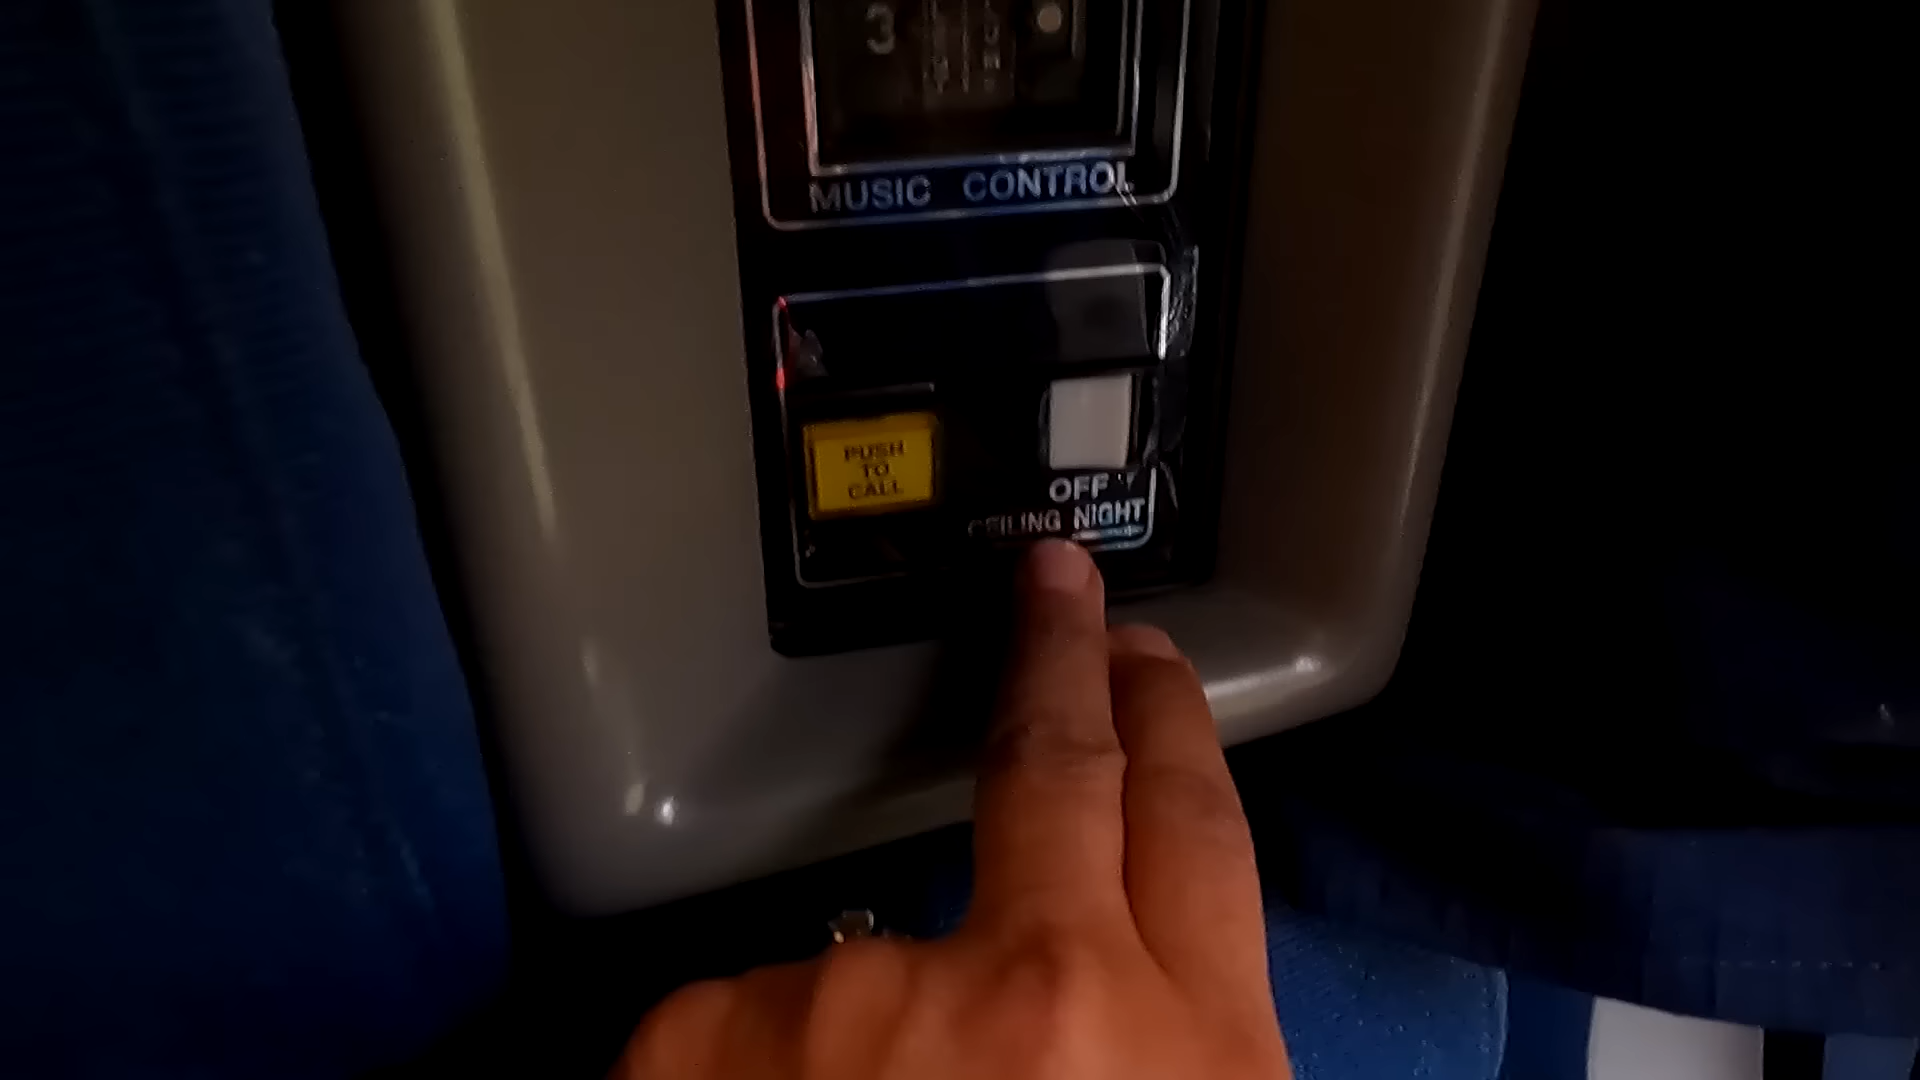 3
MUSIC CONTROL
PUSH
TO
CALL
OFF
CEILING NIGHT